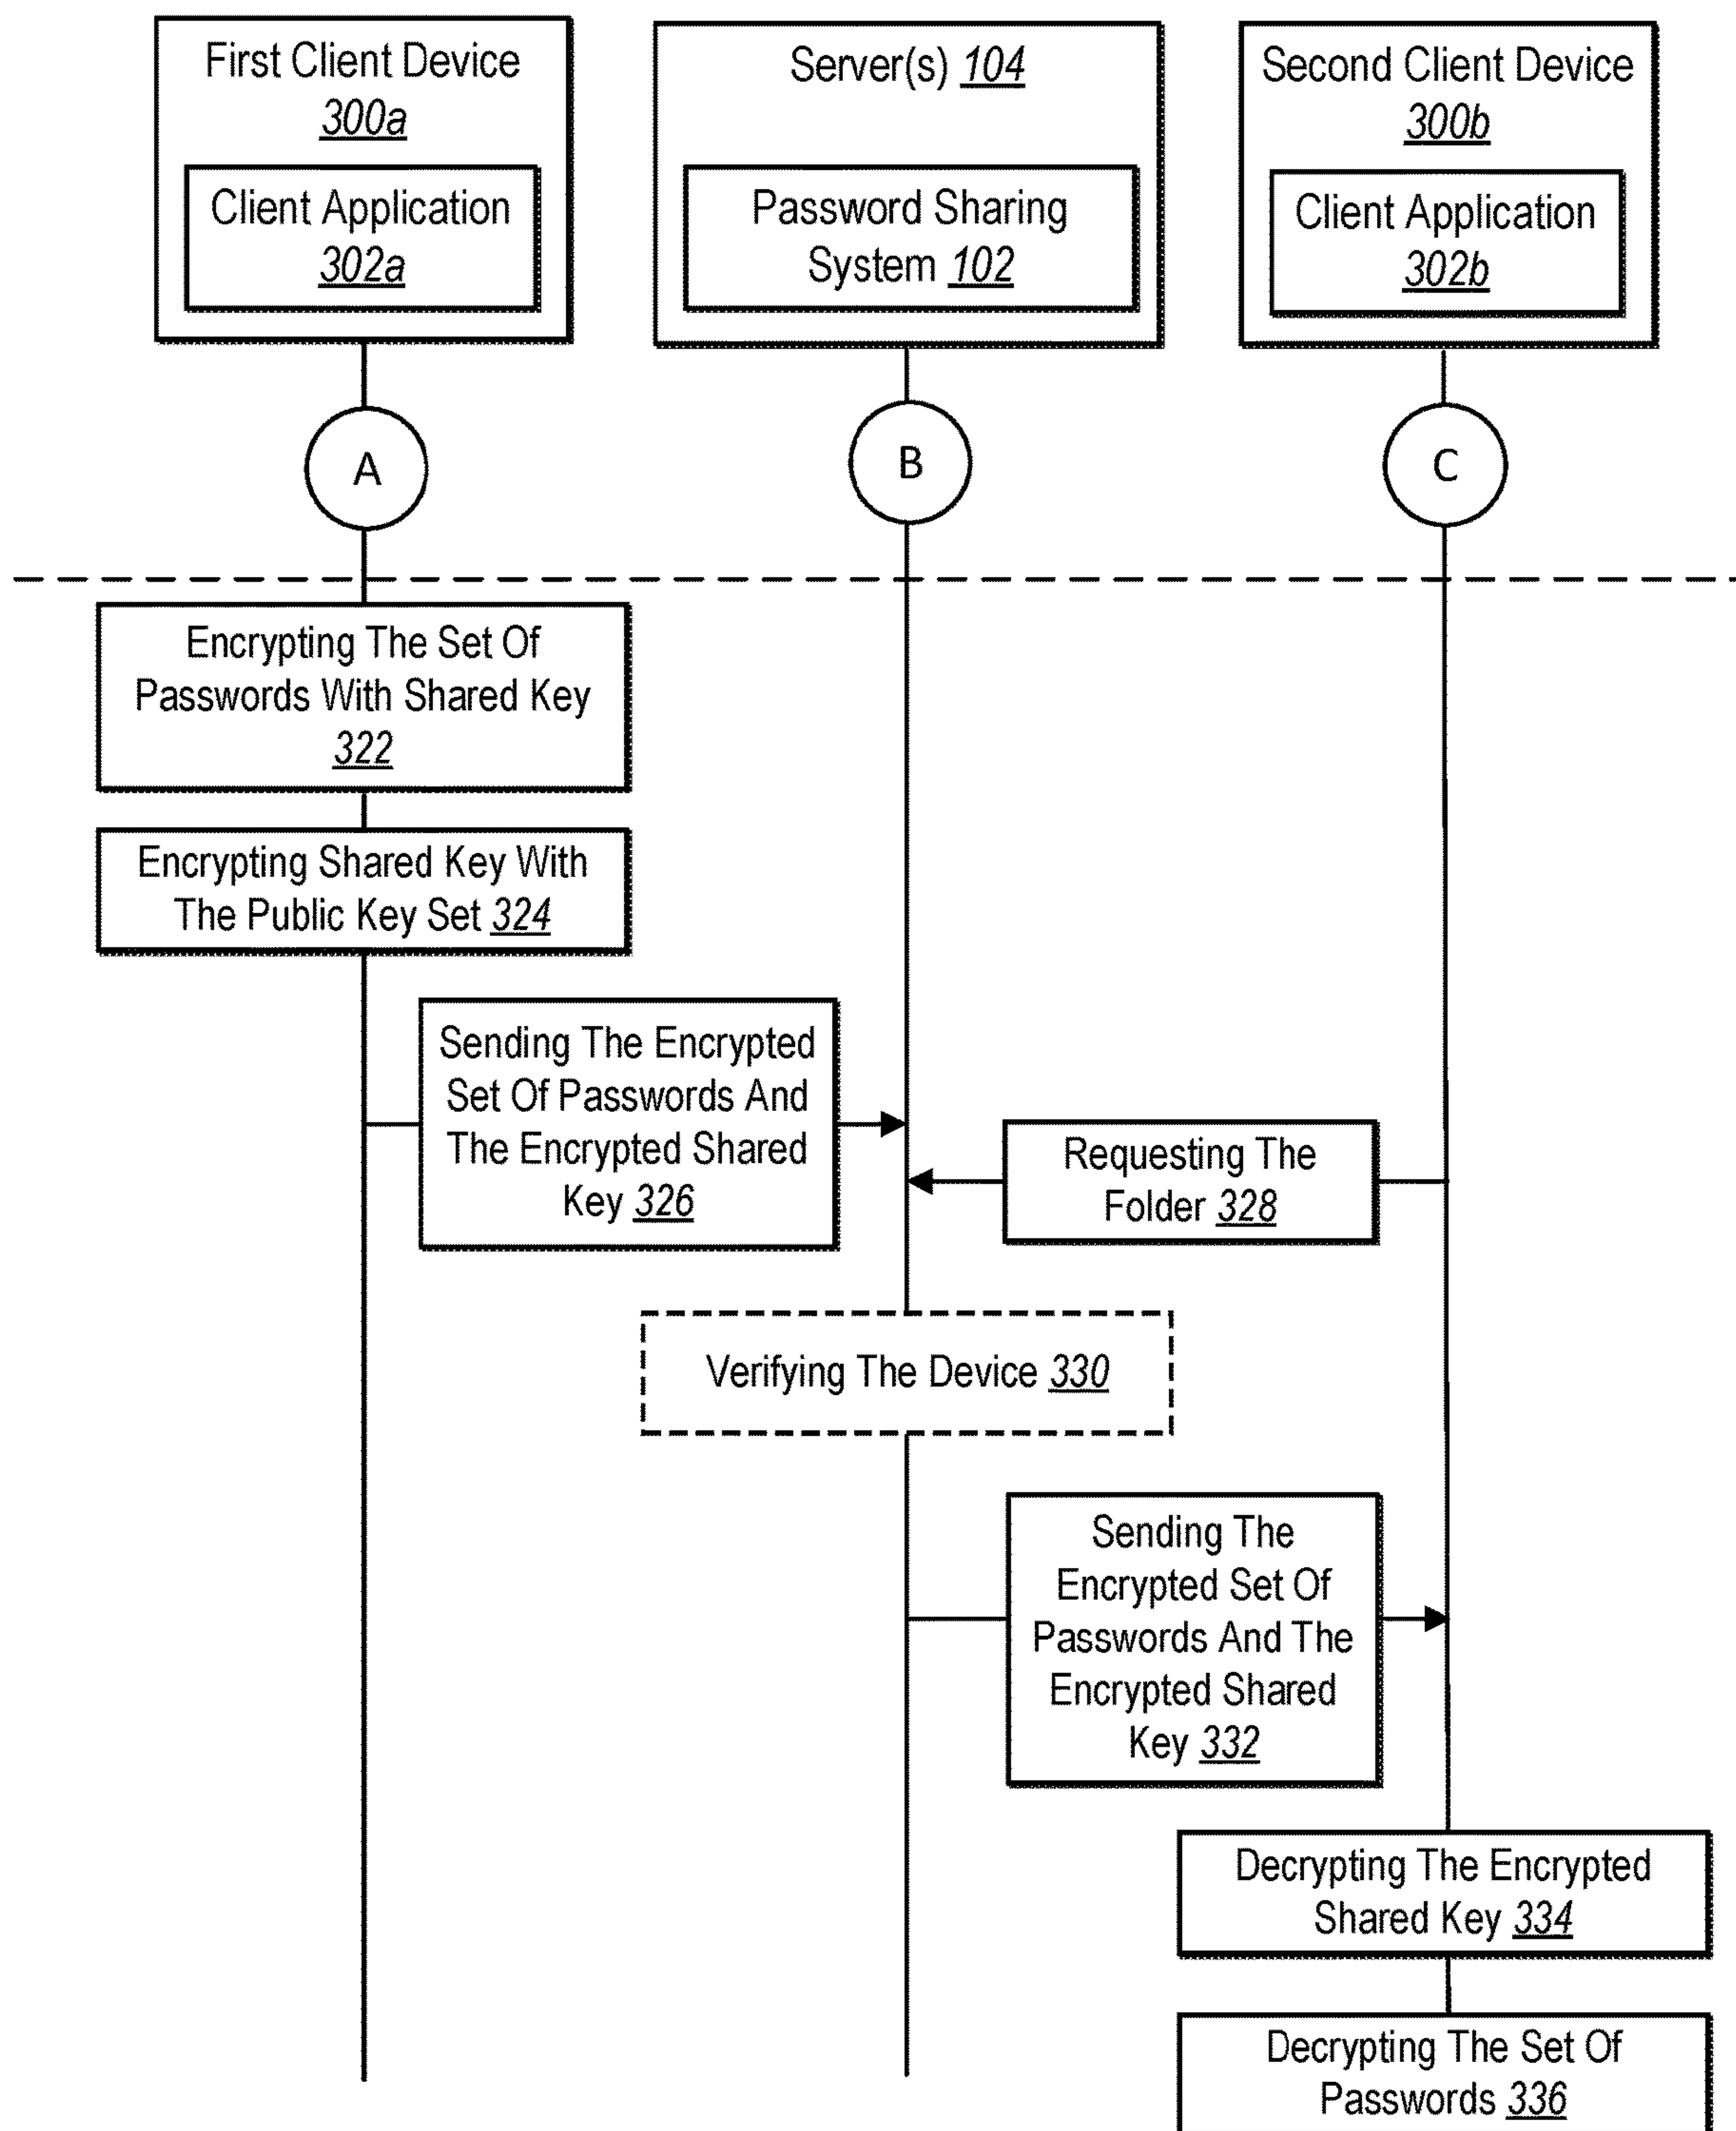 First Client Device
300a
Client Application
302a
Server(s) 104
Password Sharing
System 102
Second Client Device
300b
Client Application
302b
A
B
C
Encrypting The Set Of
Passwords With Shared Key
322
Encrypting Shared Key With
The Public Key Set 324
Sending The Encrypted
Set Of Passwords And
The Encrypted Shared
Key 326
Requesting The
Folder 328
Verifying The Device 330
Sending The
Encrypted Set Of
Passwords And The
Encrypted Shared
Key 332
Decrypting The Encrypted
Shared Key 334
Decrypting The Set Of
Passwords 336